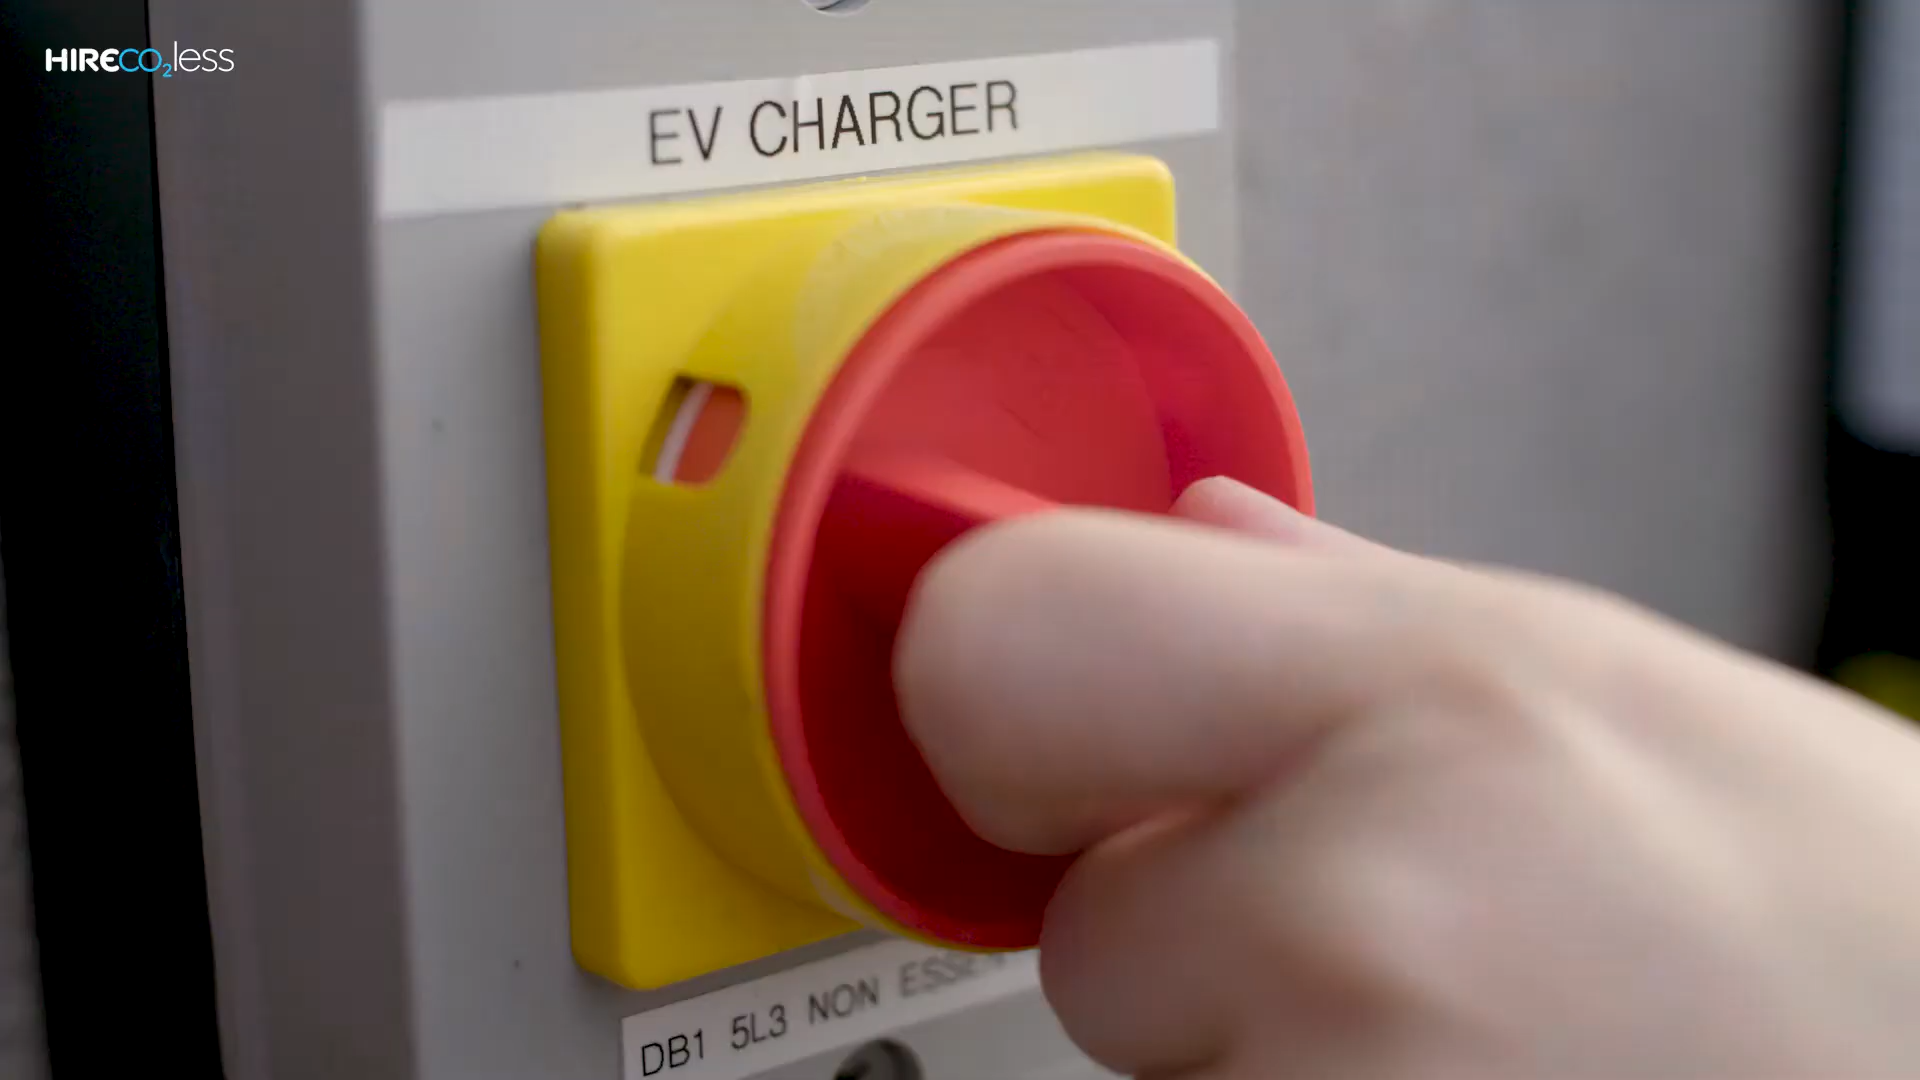 HIRECO₂less
EV CHARGER
DB1 5L3 NON